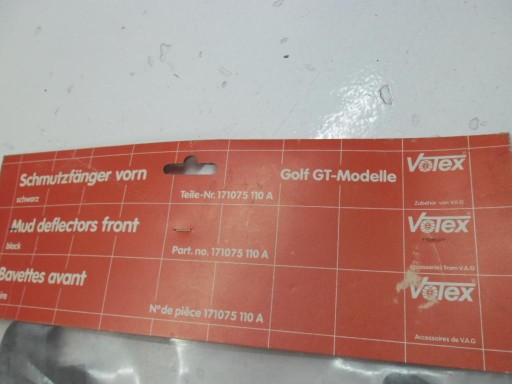 Schmutzfänger vorn
schwarz
Teile-Nr. 171075 110 A
Golf GT-Modelle
VOTEX
Zubehör von V.A.G
Mud deflectors front
black
Part. no. 171075 110 A
VOTEX
Accessories from V.A.G
Bavettes avant
N° de pièce 171075 110 A
VOTEX
Accessoires de V.A.G